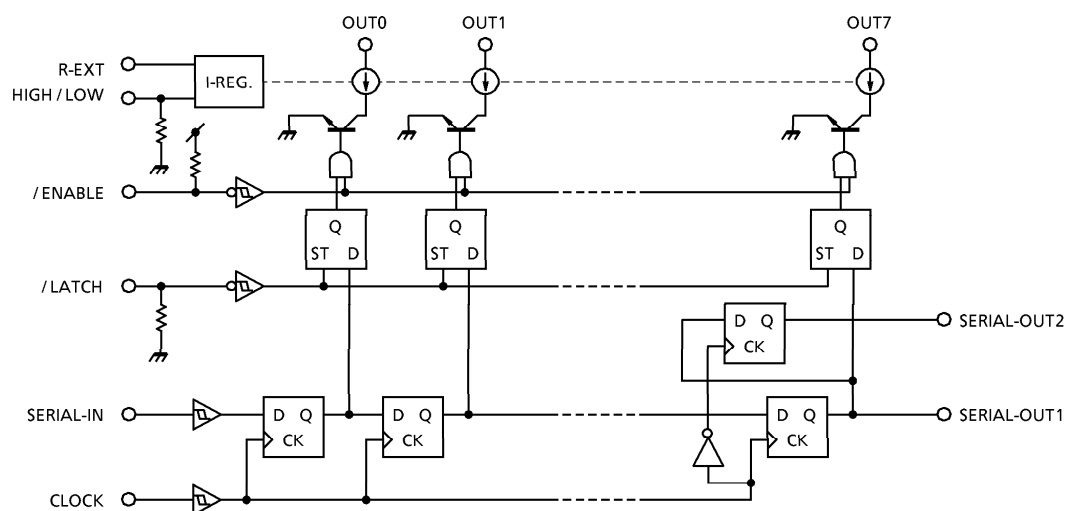 OUT0 OUT1 OUT7
R-EXT
I-REG.
HIGH / LOW
/ ENABLE
Q Q Q
ST D ST D ST D
/ LATCH
D Q SERIAL-OUT2
CK
SERIAL-IN D Q D Q D Q SERIAL-OUT1
CK CK CK
CLOCK